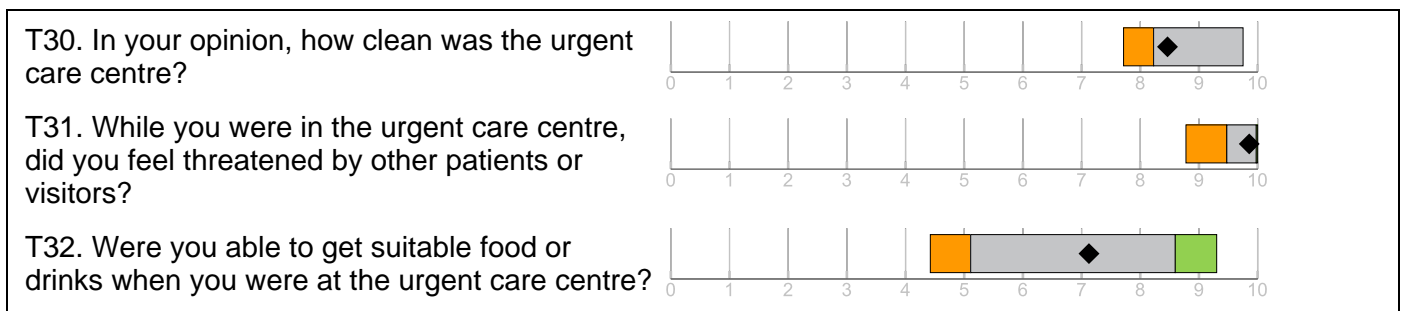 T30. In your opinion, how clean was the urgent
care centre?
0 1 2 3 4 5 6 7 8 9 10
T31. While you were in the urgent care centre,
did you feel threatened by other patients or
visitors?
0 1 2 3 4 5 6 7 8 9 10
T32. Were you able to get suitable food or
drinks when you were at the urgent care centre?
0 1 2 3 4 5 6 7 8 9 10